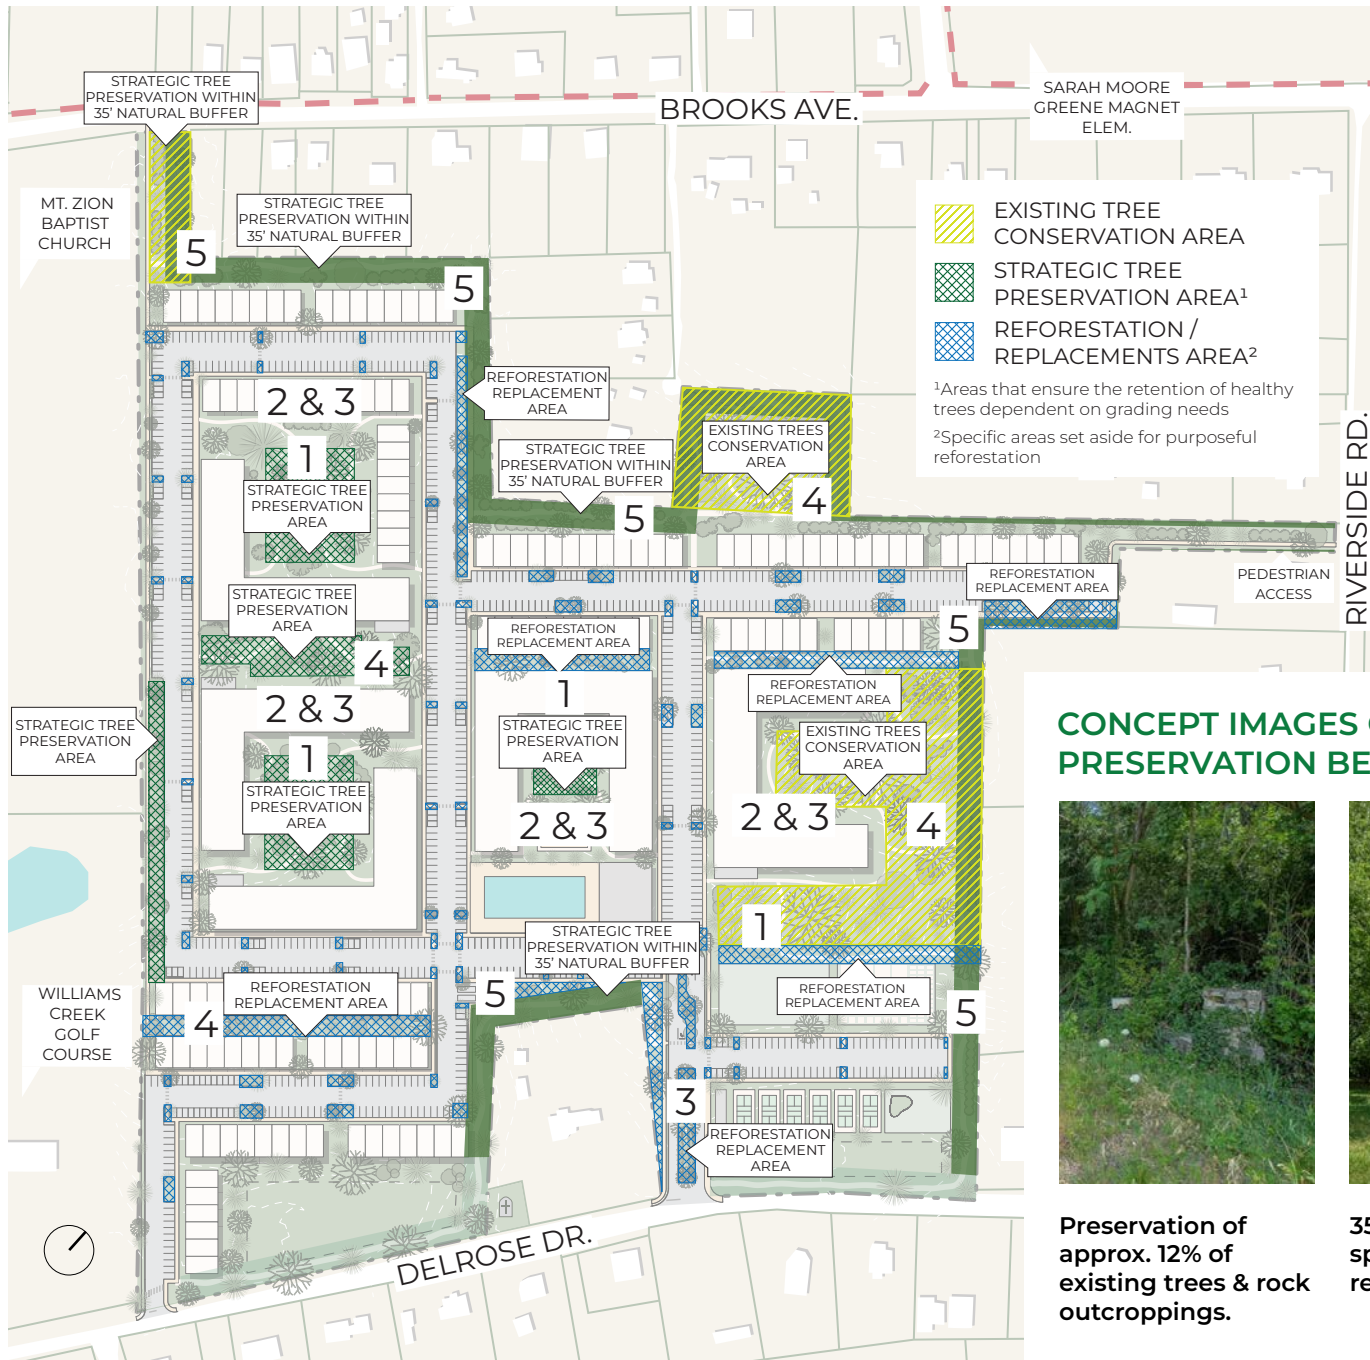 STRATEGIC TREE
PRESERVATION WITHIN
35' NATURAL BUFFER
BROOKS AVE.
SARAH MOORE
GREENE MAGNET
ELEM.
MT. ZION
BAPTIST
CHURCH
STRATEGIC TREE
PRESERVATION WITHIN
35' NATURAL BUFFER
5
5
EXISTING TREE
CONSERVATION AREA
STRATEGIC TREE
PRESERVATION AREA¹
REFORESTATION /
REPLACEMENTS AREA²
¹Areas that ensure the retention of healthy
trees dependent on grading needs
²Specific areas set aside for purposeful
reforestation
RIVERSIDE RD.
2 & 3
REFORESTATION
REPLACEMENT
AREA
1
STRATEGIC TREE
PRESERVATION
AREA
STRATEGIC TREE
PRESERVATION WITHIN
35' NATURAL BUFFER
5
EXISTING TREES
CONSERVATION
AREA
4
PEDESTRIAN
ACCESS
REFORESTATION
REPLACEMENT AREA
STRATEGIC TREE
PRESERVATION
AREA
4
REFORESTATION
REPLACEMENT AREA
5
2 & 3
1
REFORESTATION
REPLACEMENT AREA
STRATEGIC TREE
PRESERVATION
AREA
STRATEGIC TREE
PRESERVATION
AREA
EXISTING TREES
CONSERVATION
AREA
1
STRATEGIC TREE
PRESERVATION
AREA
2 & 3
2 & 3
4
1
STRATEGIC TREE
PRESERVATION WITHIN
35' NATURAL BUFFER
5
REFORESTATION
REPLACEMENT AREA
REFORESTATION
REPLACEMENT AREA
5
WILLIAMS
CREEK
GOLF
COURSE
4
3
REFORESTATION
REPLACEMENT
AREA
DELROSE DR.
CONCEPT IMAGES
PRESERVATION BE
Preservation of
approx. 12% of
existing trees & rock
outcroppings.
35
sp
re